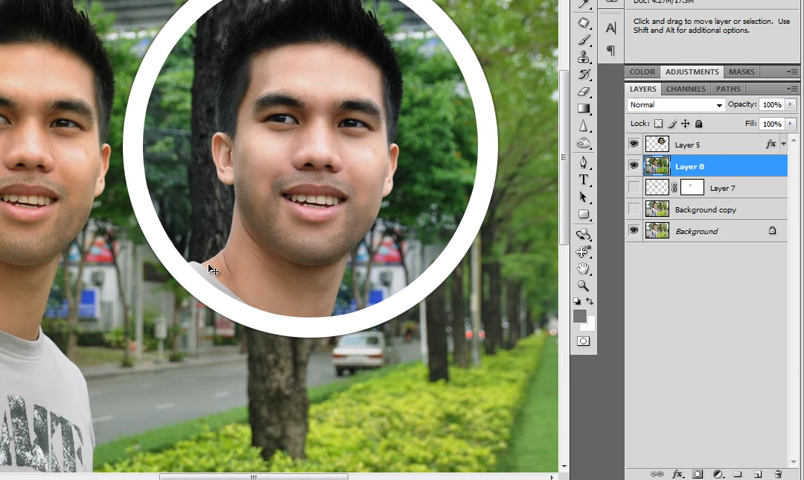 Doc: 4.27M/17.3M
Click and drag to move layer or selection. Use
Shift and Alt for additional options.
COLOR ADJUSTMENTS MASKS
LAYERS CHANNELS PATHS
Normal Opacity: 100%
Lock: Fill: 100%
Layer 5 fx
Layer 8
Layer 7
Background copy
Background
fx.
A
T